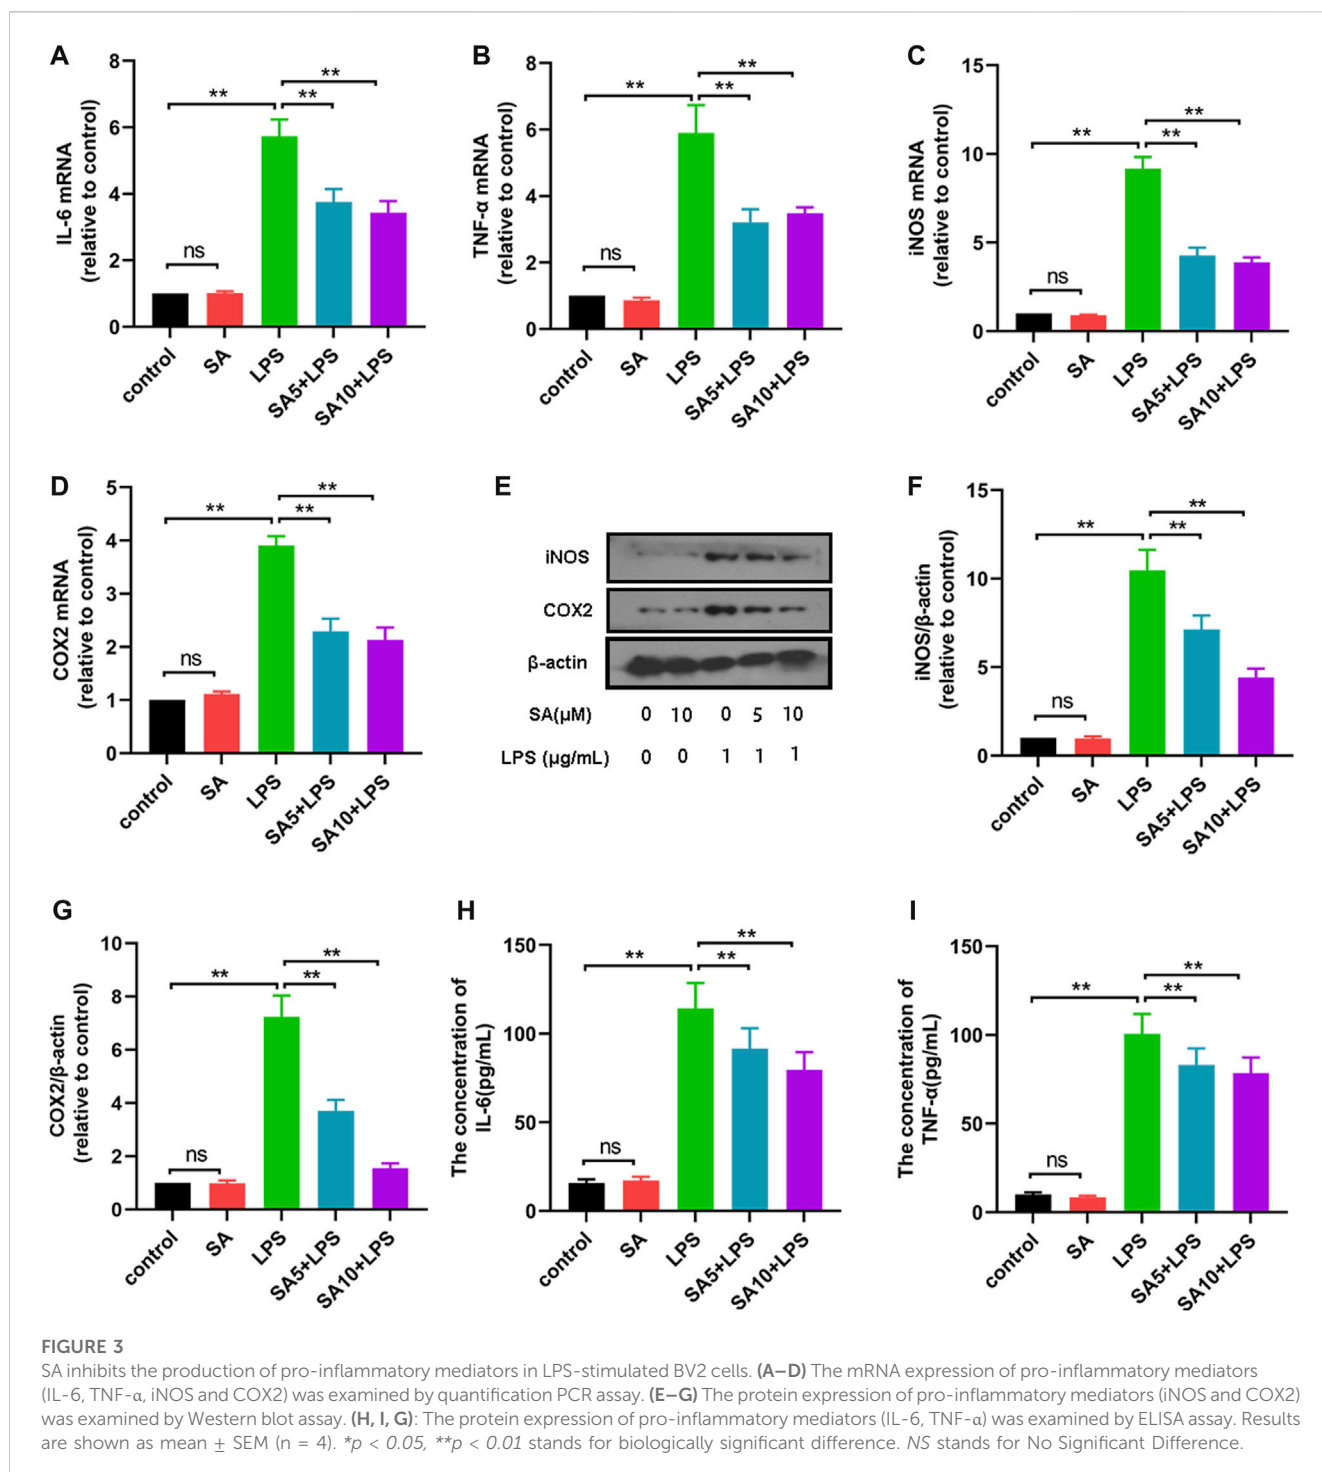 A
IL-6 mRNA
(relative to control)
8
6
4
2
0
**
**
**
ns
control
SA
LPS
SA5+LPS
SA10+LPS
B
TNF-α mRNA
(relative to control)
8
6
4
2
0
**
**
**
ns
control
SA
LPS
SA5+LPS
SA10+LPS
C
iNOS mRNA
(relative to control)
15
10
5
0
**
**
**
ns
control
SA
LPS
SA5+LPS
SA10+LPS
D
COX2 mRNA
(relative to control)
5
4
3
2
1
0
**
**
**
ns
control
SA
LPS
SA5+LPS
SA10+LPS
E
iNOS
COX2
β-actin
SA(μM) 0 10 0 5 10
LPS (μg/mL) 0 0 1 1 1
F
iNOS/β-actin
(relative to control)
15
10
5
0
**
**
**
ns
control
SA
LPS
SA5+LPS
SA10+LPS
G
COX2/β-actin
(relative to control)
10
8
6
4
2
0
**
**
**
ns
control
SA
LPS
SA5+LPS
SA10+LPS
H
The concentration of
IL-6(pg/mL)
150
100
50
0
**
**
**
ns
control
SA
LPS
SA5+LPS
SA10+LPS
I
The concentration of
TNF-α(pg/mL)
150
100
50
0
**
**
**
ns
control
SA
LPS
SA5+LPS
SA10+LPS
FIGURE 3
SA inhibits the production of pro-inflammatory mediators in LPS-stimulated BV2 cells. (A–D) The mRNA expression of pro-inflammatory mediators
(IL-6, TNF-α, iNOS and COX2) was examined by quantification PCR assay. (E–G) The protein expression of pro-inflammatory mediators (iNOS and COX2)
was examined by Western blot assay. (H, I, G): The protein expression of pro-inflammatory mediators (IL-6, TNF-α) was examined by ELISA assay. Results
are shown as mean ± SEM (n = 4). *p < 0.05, **p < 0.01 stands for biologically significant difference. NS stands for No Significant Difference.